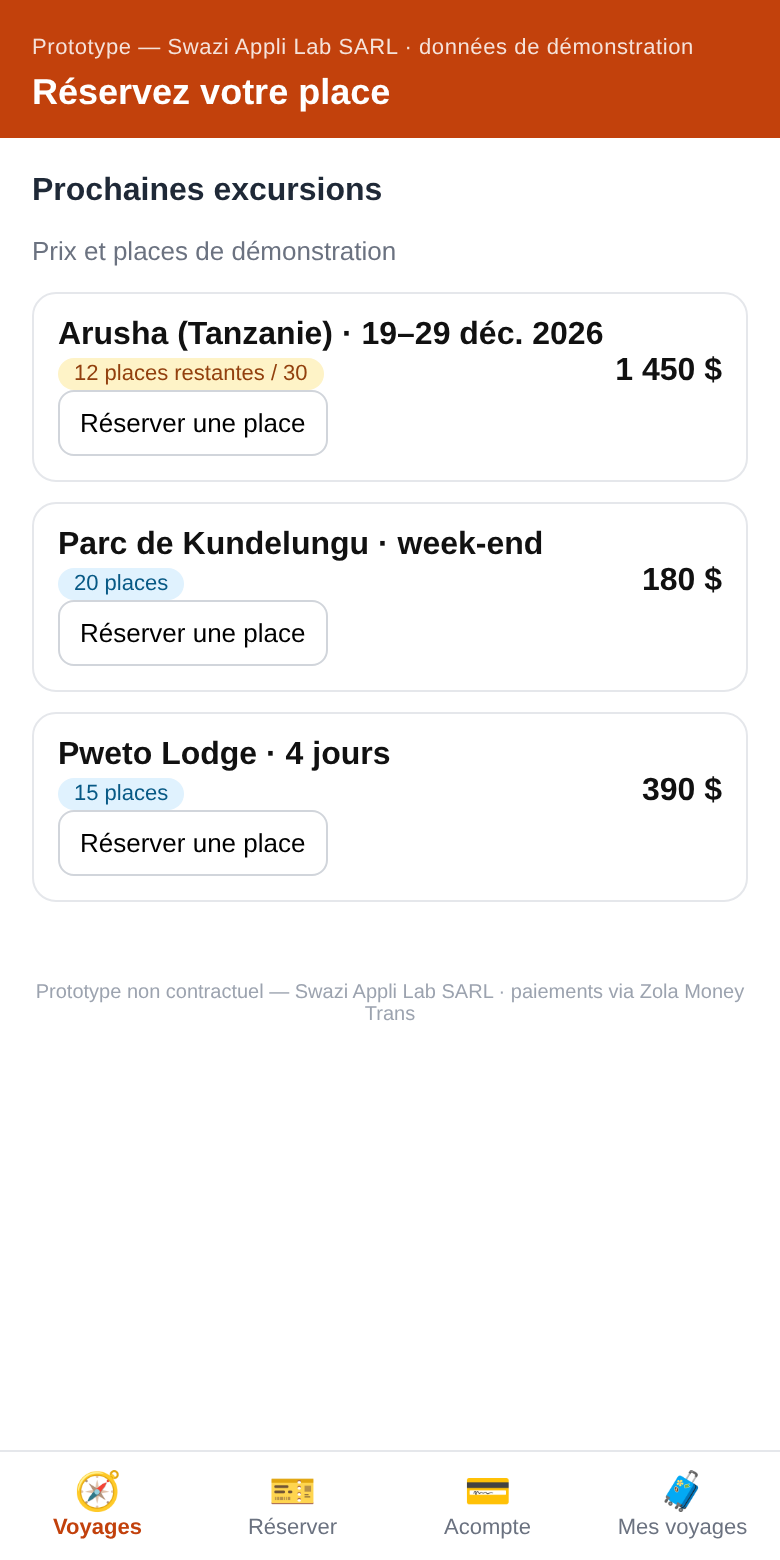 Prototype — Swazi Appli Lab SARL · données de démonstration
Réservez votre place
Prochaines excursions
Prix et places de démonstration
Arusha (Tanzanie) · 19–29 déc. 2026
12 places restantes / 30
1 450 $
Réserver une place
Parc de Kundelungu · week-end
20 places
180 $
Réserver une place
Pweto Lodge · 4 jours
15 places
390 $
Réserver une place
Prototype non contractuel — Swazi Appli Lab SARL · paiements via Zola Money
Trans
Voyages
Réserver
Acompte
Mes voyages